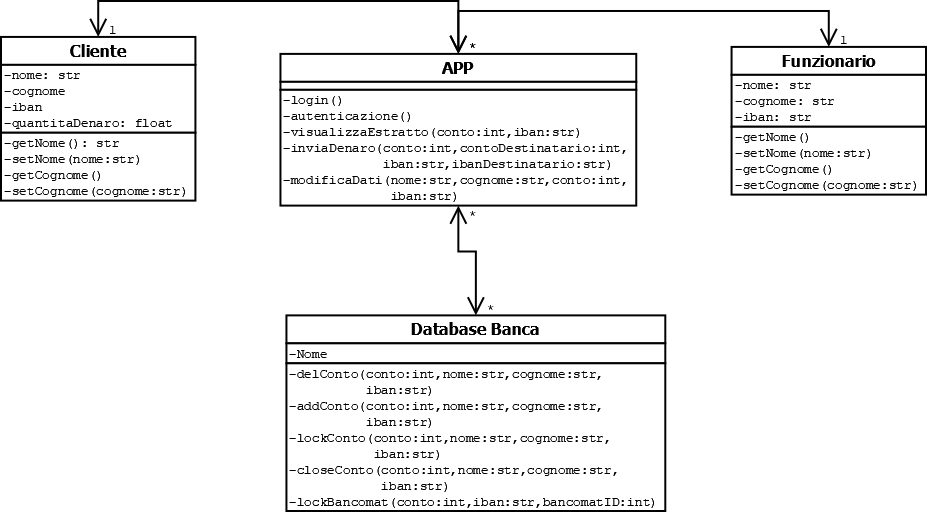 1
Cliente
-nome: str
-cognome
-iban
-quantitaDenaro: float
-getNome(): str
-setNome(nome:str)
-getCognome()
-setCognome(cognome:str)
*
APP
-login()
-autenticazione()
-visualizzaEstratto(conto:int,iban:str)
-inviaDenaro(conto:int,contoDestinatario:int,
iban:str,ibanDestinatario:str)
-modificaDati(nome:str,cognome:str,conto:int,
iban:str)
*
1
Funzionario
-nome: str
-cognome: str
-iban: str
-getNome()
-setNome(nome:str)
-getCognome()
-setCognome(cognome:str)
*
Database Banca
-Nome
-delConto(conto:int,nome:str,cognome:str,
iban:str)
-addConto(conto:int,nome:str,cognome:str,
iban:str)
-lockConto(conto:int,nome:str,cognome:str,
iban:str)
-closeConto(conto:int,nome:str,cognome:str,
iban:str)
-lockBancomat(conto:int,iban:str,bancomatID:int)